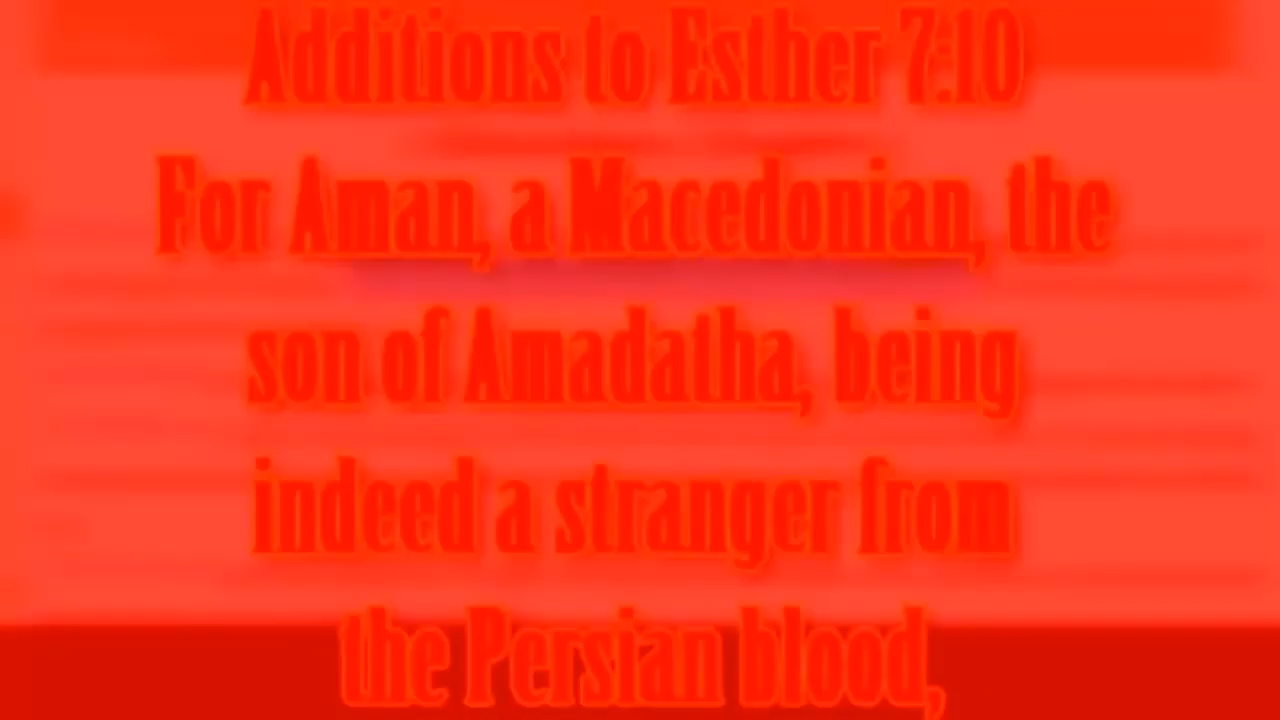 Additions to Esther 7:10
For Aman, a Macedonian, the
son of Amadatha, being
indeed a stranger from
the Persian blood,